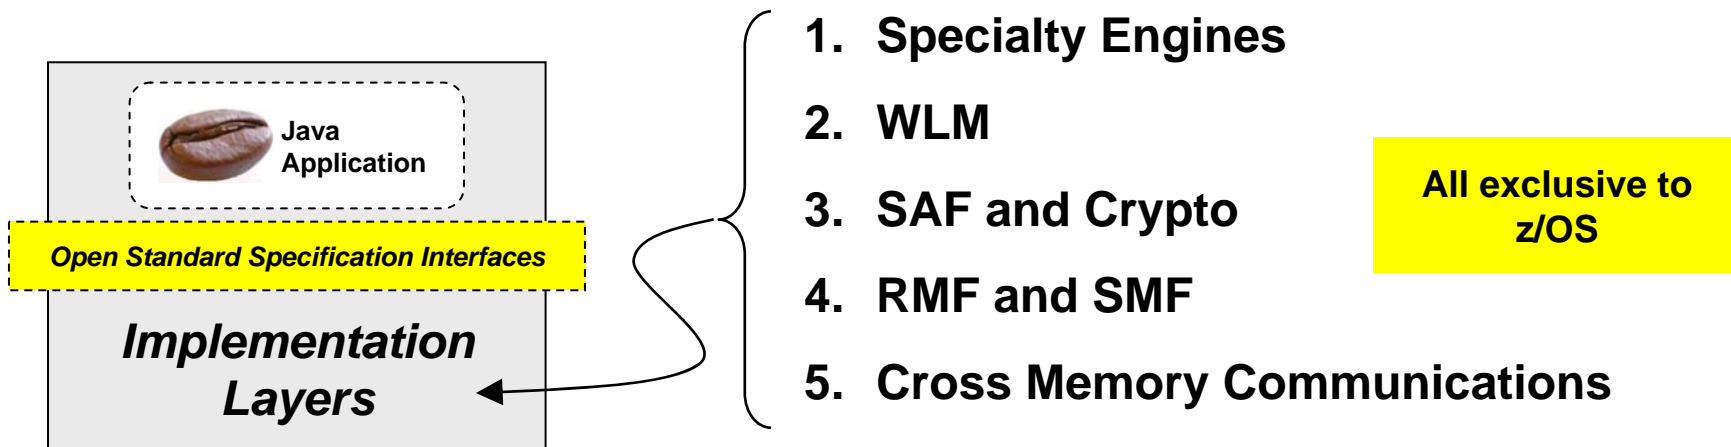 Java
Application
Open Standard Specification Interfaces
Implementation
Layers
1. Specialty Engines
2. WLM
3. SAF and Crypto
4. RMF and SMF
5. Cross Memory Communications
All exclusive to
z/OS